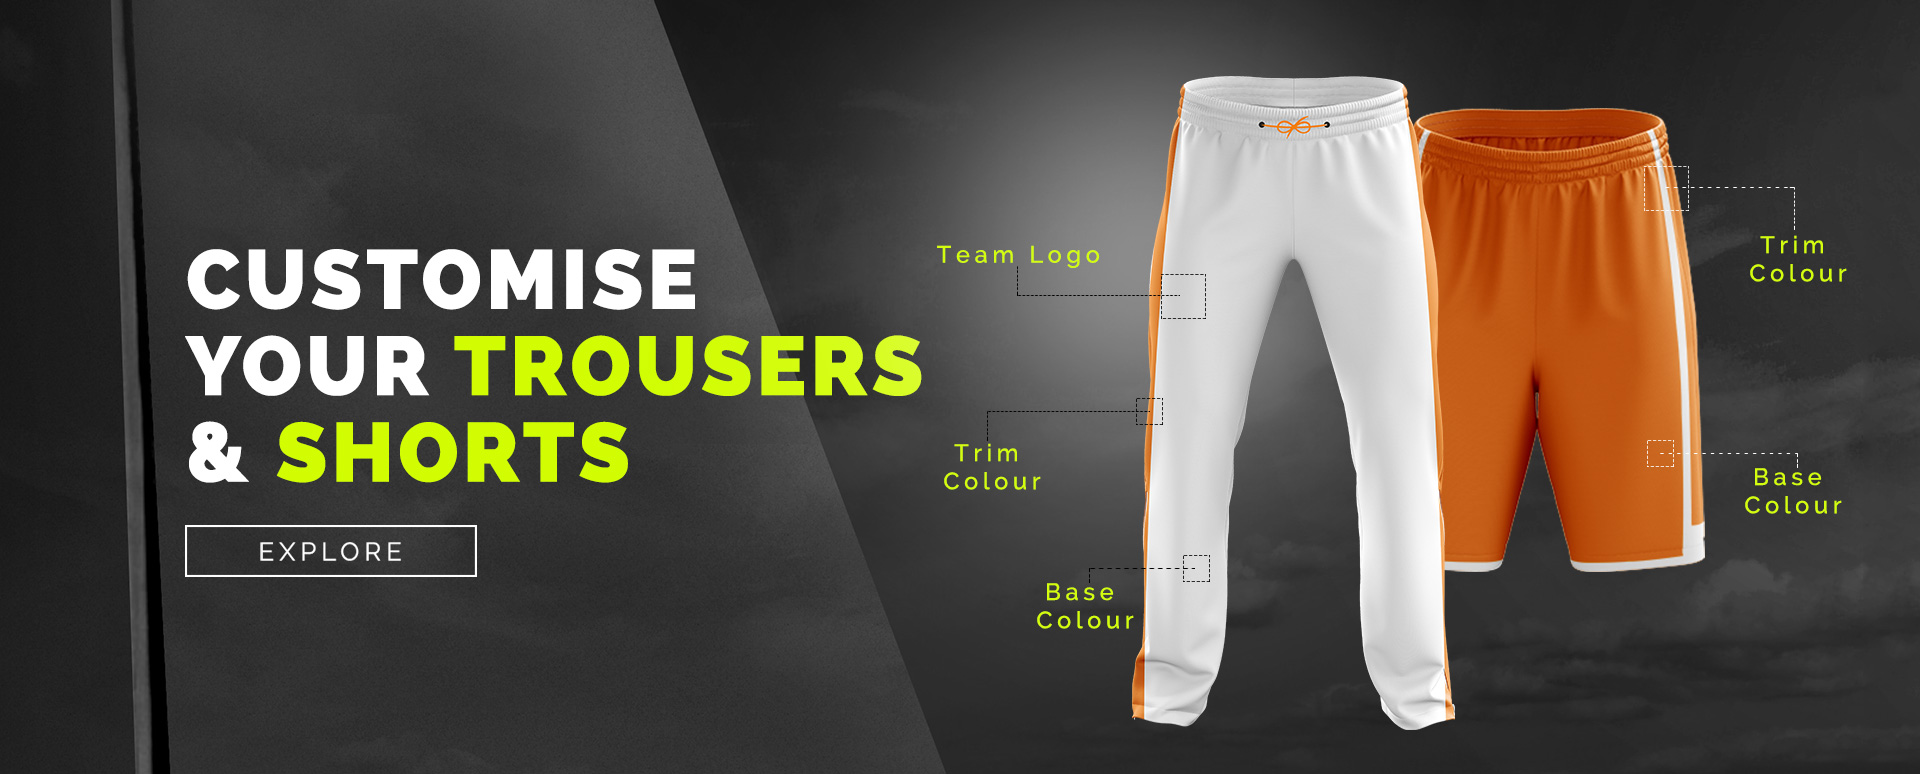 CUSTOMISE
YOUR TROUSERS
& SHORTS
EXPLORE
Team Logo
Trim
Colour
Base
Colour
Trim
Colour
Base
Colour